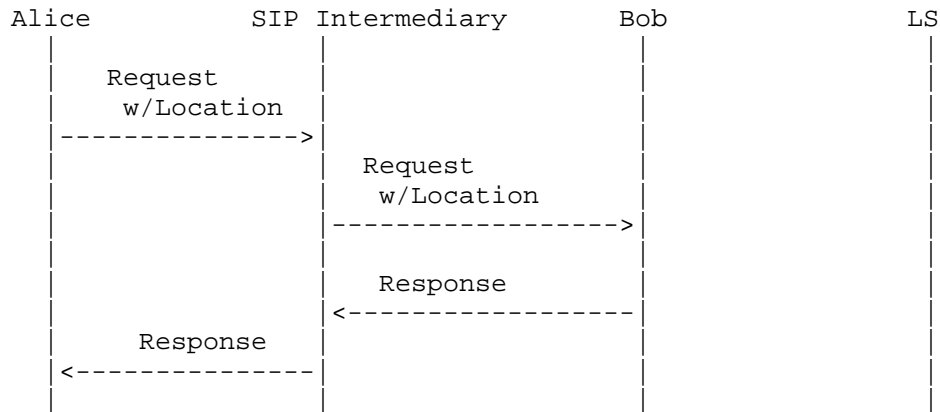 Alice SIP Intermediary Bob LS
Request
w/Location
Request
w/Location
Response
Response